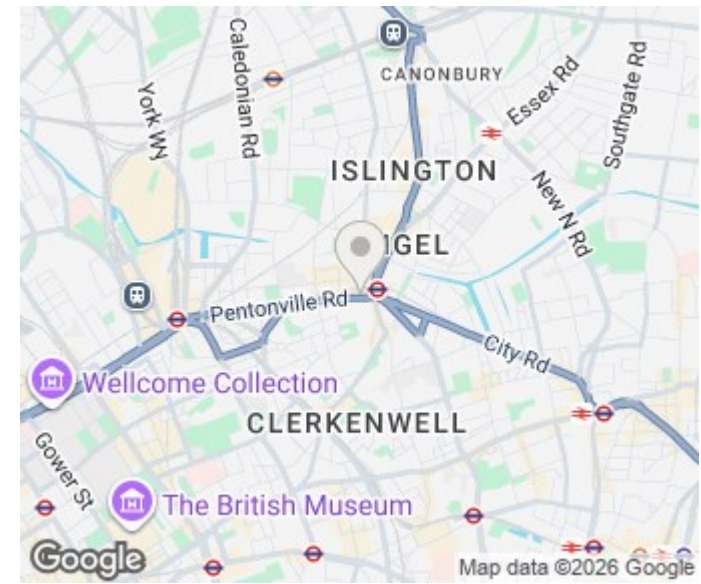 CANONBURY
Caledonian Rd
York Wy
Essex Rd
Southgate Rd
ISLINGTON
New N Rd
NGEL
Pentonville Rd
City Rd
Wellcome Collection
CLERKENWELL
Gower St
The British Museum
Google
Map data ©2026 Google